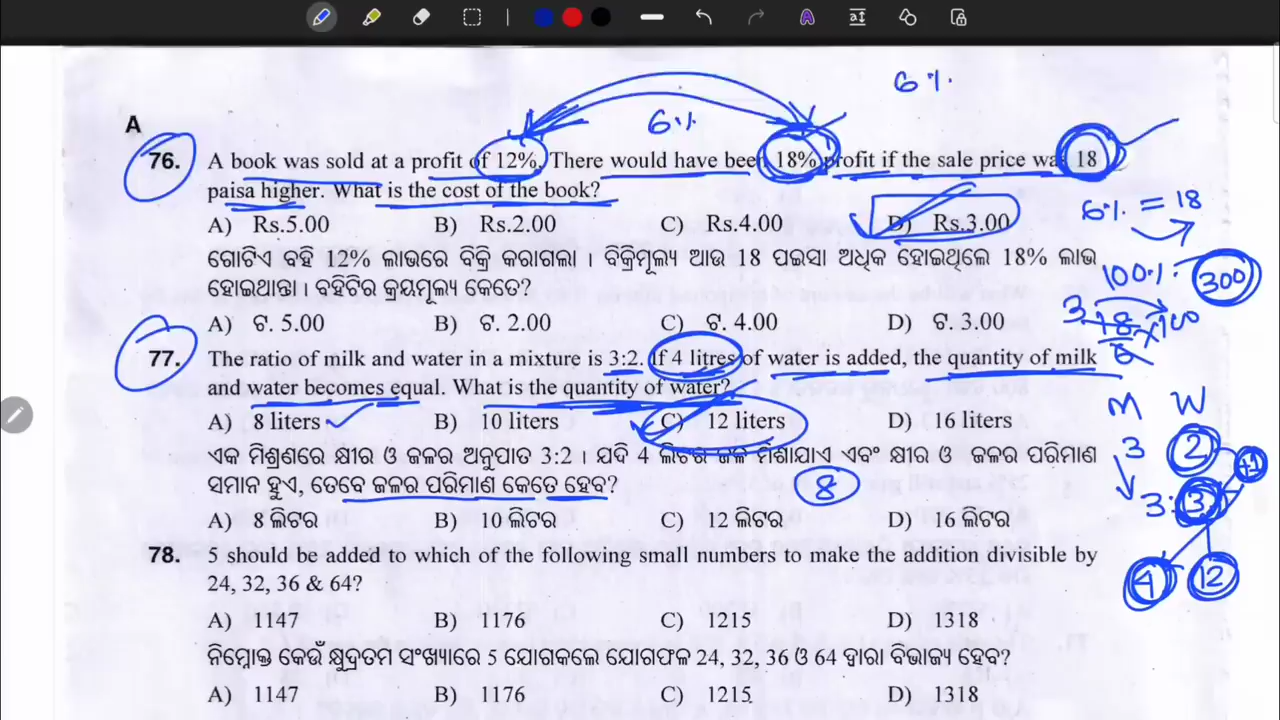 6%
A
6%
76. A book was sold at a profit of 12%. There would have been 18% profit if the sale price was 18
paisa higher. What is the cost of the book?
6% = 18
A) Rs.5.00 B) Rs.2.00 C) Rs.4.00 D) Rs.3.00
ଗୋଟିଏ ବହି 12% ଲାଭରେ ବିକ୍ରି କରାଗଲା । ବିକ୍ରିମୂଲ୍ୟ ଆଉ 18 ପଇସା ଅଧିକ ହୋଇଥିଲେ 18% ଲାଭ
ହୋଇଥାନ୍ତା । ବହିଟିର କ୍ରୟମୂଲ୍ୟ କେତେ?
100% 300
3 18/6 × 100
A) ଟ. 5.00 B) ଟ. 2.00 C) ଟ. 4.00 D) ଟ. 3.00
77. The ratio of milk and water in a mixture is 3:2. If 4 litres of water is added, the quantity of milk
and water becomes equal. What is the quantity of water?
M W
A) 8 liters B) 10 liters C) 12 liters D) 16 liters
3 2
ଏକ ମିଶ୍ରଣରେ କ୍ଷୀର ଓ ଜଳର ଅନୁପାତ 3:2 । ଯଦି 4 ଲିଟର ଜଳ ମିଶାଯାଏ ଏବଂ କ୍ଷୀର ଓ ଜଳର ପରିମାଣ
+1
ସମାନ ହୁଏ, ତେବେ ଜଳର ପରିମାଣ କେତେ ହେବ?
8
3 : 3
A) 8 ଲିଟର B) 10 ଲିଟର C) 12 ଲିଟର D) 16 ଲିଟର
78. 5 should be added to which of the following small numbers to make the addition divisible by
24, 32, 36 & 64?
4 12
A) 1147 B) 1176 C) 1215 D) 1318
ନିମ୍ନୋକ୍ତ କେଉଁ କ୍ଷୁଦ୍ରତମ ସଂଖ୍ୟାରେ 5 ଯୋଗକଲେ ଯୋଗଫଳ 24, 32, 36 ଓ 64 ଦ୍ୱାରା ବିଭାଜ୍ୟ ହେବ?
A) 1147 B) 1176 C) 1215 D) 1318